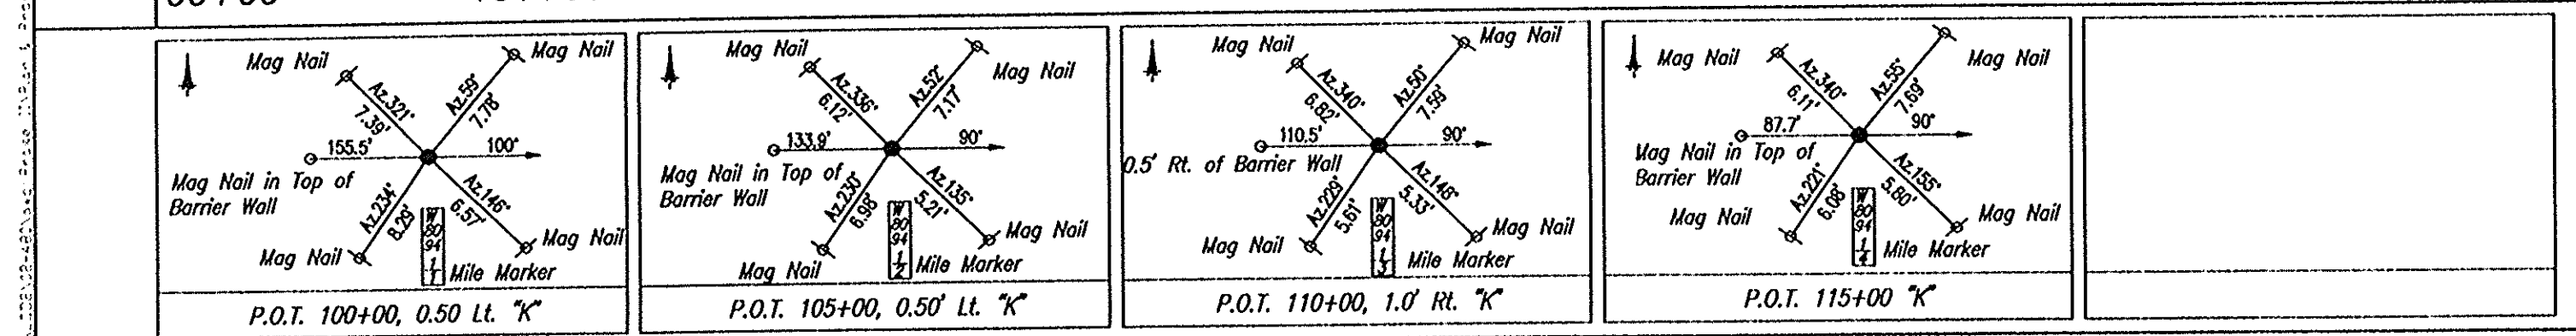 Mag Nail
Mag Nail
Az.321°
7.39'
Az.59°
7.78'
155.5'
100°
Mag Nail in Top of
Barrier Wall
Az.234°
8.29'
Az.146°
6.57'
Mag Nail
Mag Nail
W
80
94
1
1
Mile Marker
P.O.T. 100+00, 0.50 Lt. "K"
Mag Nail
Mag Nail
Az.336°
6.12'
Az.52°
7.17'
133.9'
90°
Mag Nail in Top of
Barrier Wall
Az.230°
6.98'
Az.135°
5.21'
Mag Nail
Mag Nail
W
80
94
1
2
Mile Marker
P.O.T. 105+00, 0.50' Lt. "K"
Mag Nail
Mag Nail
Az.340°
6.82'
Az.50°
7.59'
110.5'
90°
0.5' Rt. of Barrier Wall
Az.229°
5.61'
Az.148°
5.33'
Mag Nail
Mag Nail
W
80
94
1
3
Mile Marker
P.O.T. 110+00, 1.0' Rt. "K"
Mag Nail
Mag Nail
Az.340°
6.11'
Az.55°
7.69'
87.7'
90°
Mag Nail in Top of
Barrier Wall
Az.221°
6.08'
Az.155°
5.80'
Mag Nail
Mag Nail
W
80
94
1
4
Mile Marker
P.O.T. 115+00 "K"